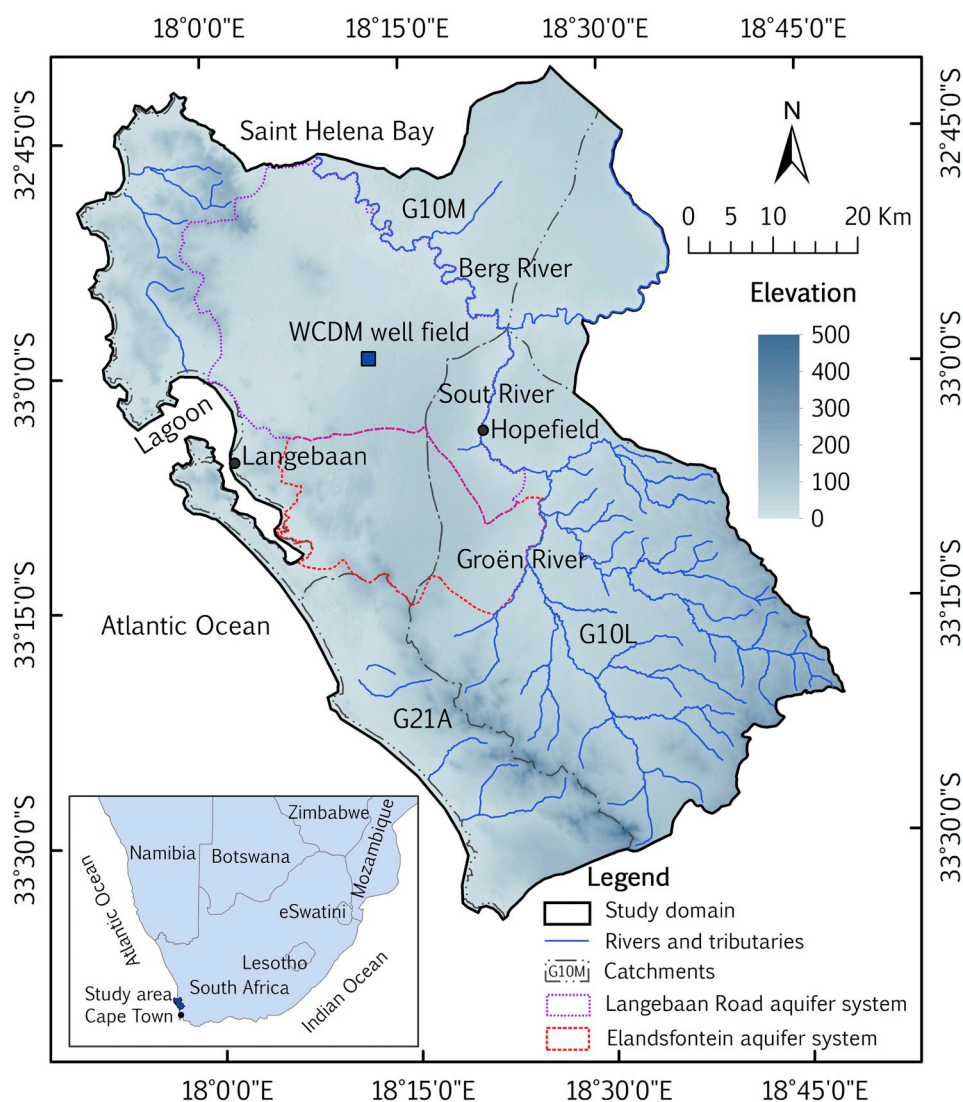 18°0'0"E 18°15'0"E 18°30'0"E 18°45'0"E
32°45'0"S
33°0'0"S
33°15'0"S
33°30'0"S
32°45'0"S
33°0'0"S
33°15'0"S
33°30'0"S
N
0 5 10 20 Km
Elevation
500
400
300
200
100
0
Saint Helena Bay
G10M
Berg River
WCDM well field
Sout River
Hopefield
Lagoon
Langebaan
Groën River
Atlantic Ocean
G10L
G21A
Zimbabwe
Mozambique
Namibia
Botswana
Atlantic Ocean
eSwatini
Lesotho
South Africa
Indian Ocean
Study area
Cape Town
Legend
Study domain
Rivers and tributaries
G10M Catchments
Langebaan Road aquifer system
Elandsfontein aquifer system
18°0'0"E 18°15'0"E 18°30'0"E 18°45'0"E